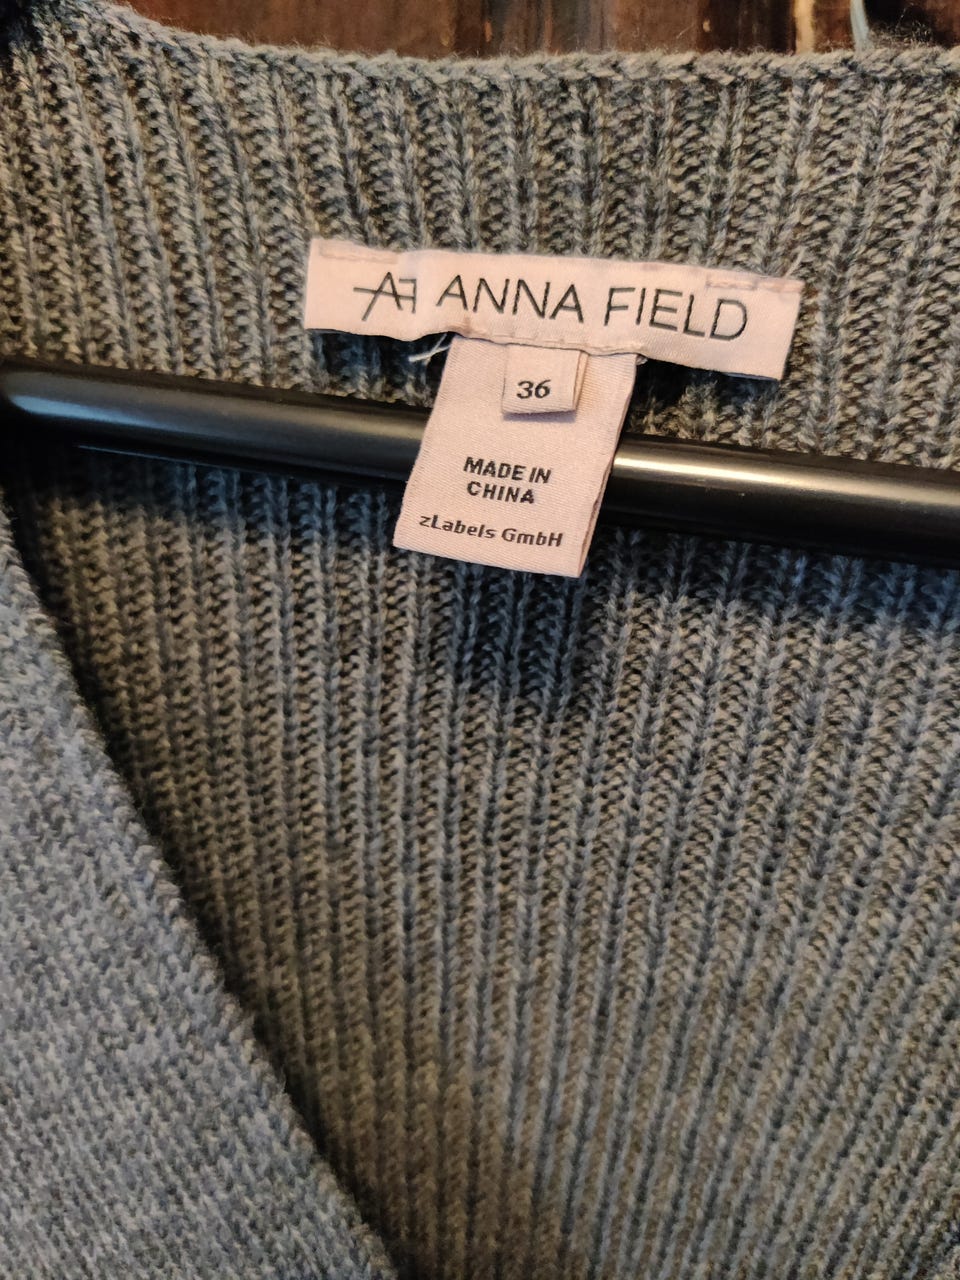 AF ANNA FIELD
36
MADE IN
CHINA
zLabels GmbH